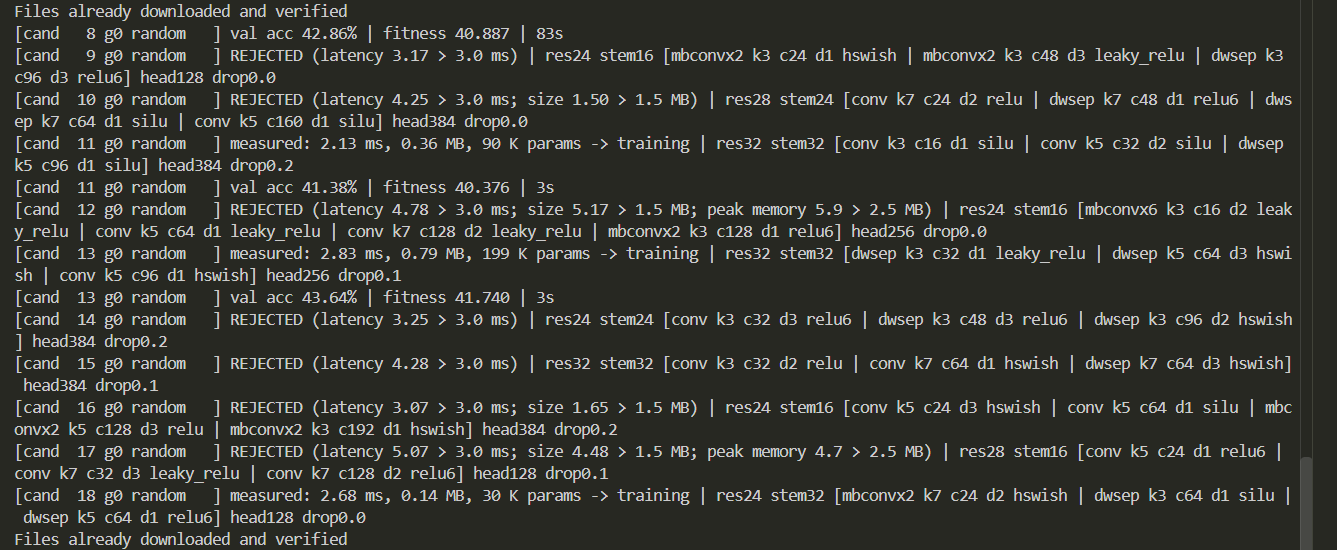 Files already downloaded and verified
[cand   8 g0 random   ] val acc 42.86% | fitness 40.887 | 83s
[cand   9 g0 random   ] REJECTED (latency 3.17 > 3.0 ms) | res24 stem16 [mbconvx2 k3 c24 d1 hswish | mbconvx2 k3 c48 d3 leaky_relu | dwsep k3
c96 d3 relu6] head128 drop0.0
[cand  10 g0 random   ] REJECTED (latency 4.25 > 3.0 ms; size 1.50 > 1.5 MB) | res28 stem24 [conv k7 c24 d2 relu | dwsep k7 c48 d1 relu6 | dws
ep k7 c64 d1 silu | conv k5 c160 d1 silu] head384 drop0.0
[cand  11 g0 random   ] measured: 2.13 ms, 0.36 MB, 90 K params -> training | res32 stem32 [conv k3 c16 d1 silu | conv k5 c32 d2 silu | dwsep
k5 c96 d1 silu] head384 drop0.2
[cand  11 g0 random   ] val acc 41.38% | fitness 40.376 | 3s
[cand  12 g0 random   ] REJECTED (latency 4.78 > 3.0 ms; size 5.17 > 1.5 MB; peak memory 5.9 > 2.5 MB) | res24 stem16 [mbconvx6 k3 c16 d2 leak
y_relu | conv k5 c64 d1 leaky_relu | conv k7 c128 d2 leaky_relu | mbconvx2 k3 c128 d1 relu6] head256 drop0.0
[cand  13 g0 random   ] measured: 2.83 ms, 0.79 MB, 199 K params -> training | res32 stem32 [dwsep k3 c32 d1 leaky_relu | dwsep k5 c64 d3 hswi
sh | conv k5 c96 d1 hswish] head256 drop0.1
[cand  13 g0 random   ] val acc 43.64% | fitness 41.740 | 3s
[cand  14 g0 random   ] REJECTED (latency 3.25 > 3.0 ms) | res24 stem24 [conv k3 c32 d3 relu6 | dwsep k3 c48 d3 relu6 | dwsep k3 c96 d2 hswish
] head384 drop0.2
[cand  15 g0 random   ] REJECTED (latency 4.28 > 3.0 ms) | res32 stem32 [conv k3 c32 d2 relu | conv k7 c64 d1 hswish | dwsep k7 c64 d3 hswish]
 head384 drop0.1
[cand  16 g0 random   ] REJECTED (latency 3.07 > 3.0 ms; size 1.65 > 1.5 MB) | res24 stem16 [conv k5 c24 d3 hswish | conv k5 c64 d1 silu | mbc
onvx2 k5 c128 d3 relu | mbconvx2 k3 c192 d1 hswish] head384 drop0.2
[cand  17 g0 random   ] REJECTED (latency 5.07 > 3.0 ms; size 4.48 > 1.5 MB; peak memory 4.7 > 2.5 MB) | res28 stem16 [conv k5 c24 d1 relu6 |
conv k7 c32 d3 leaky_relu | conv k7 c128 d2 relu6] head128 drop0.1
[cand  18 g0 random   ] measured: 2.68 ms, 0.14 MB, 30 K params -> training | res24 stem32 [mbconvx2 k7 c24 d2 hswish | dwsep k3 c64 d1 silu |
 dwsep k5 c64 d1 relu6] head128 drop0.0
Files already downloaded and verified